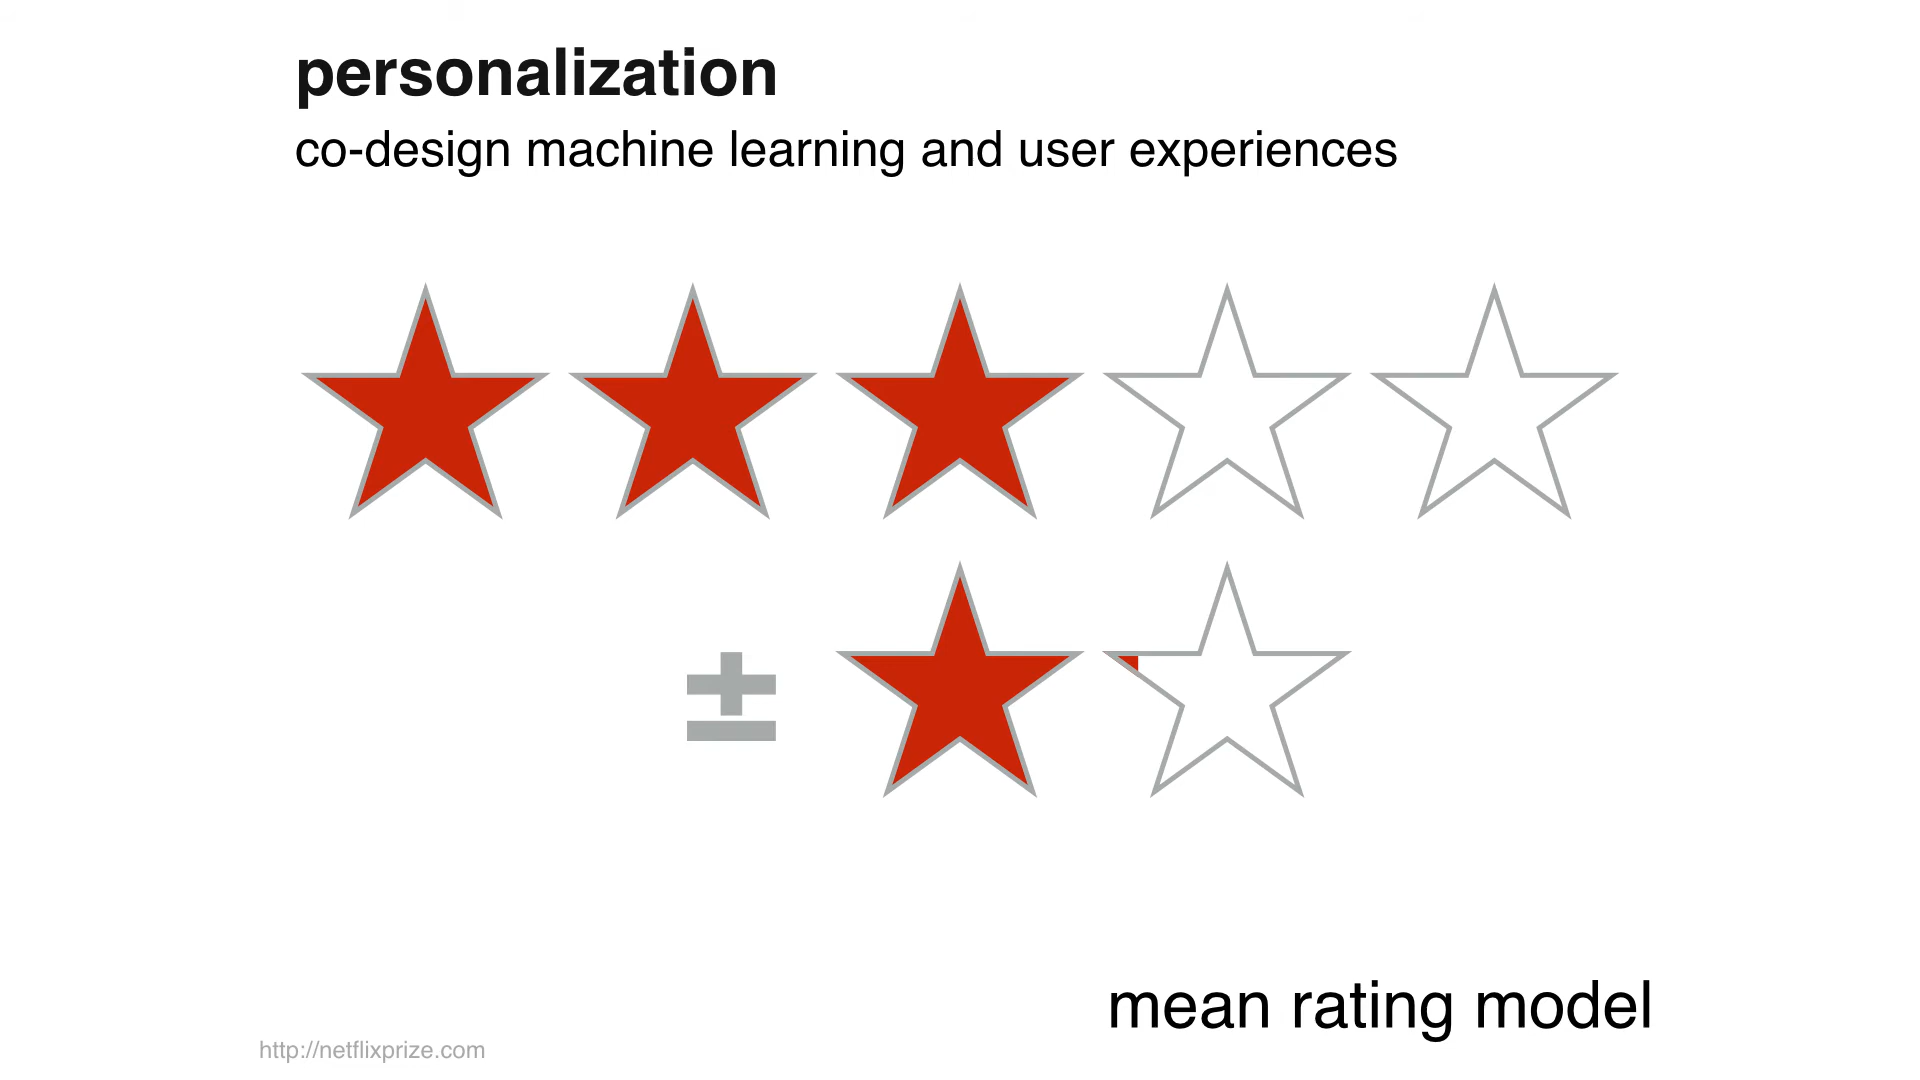 personalization
co-design machine learning and user experiences
±
mean rating model
http://netflixprize.com